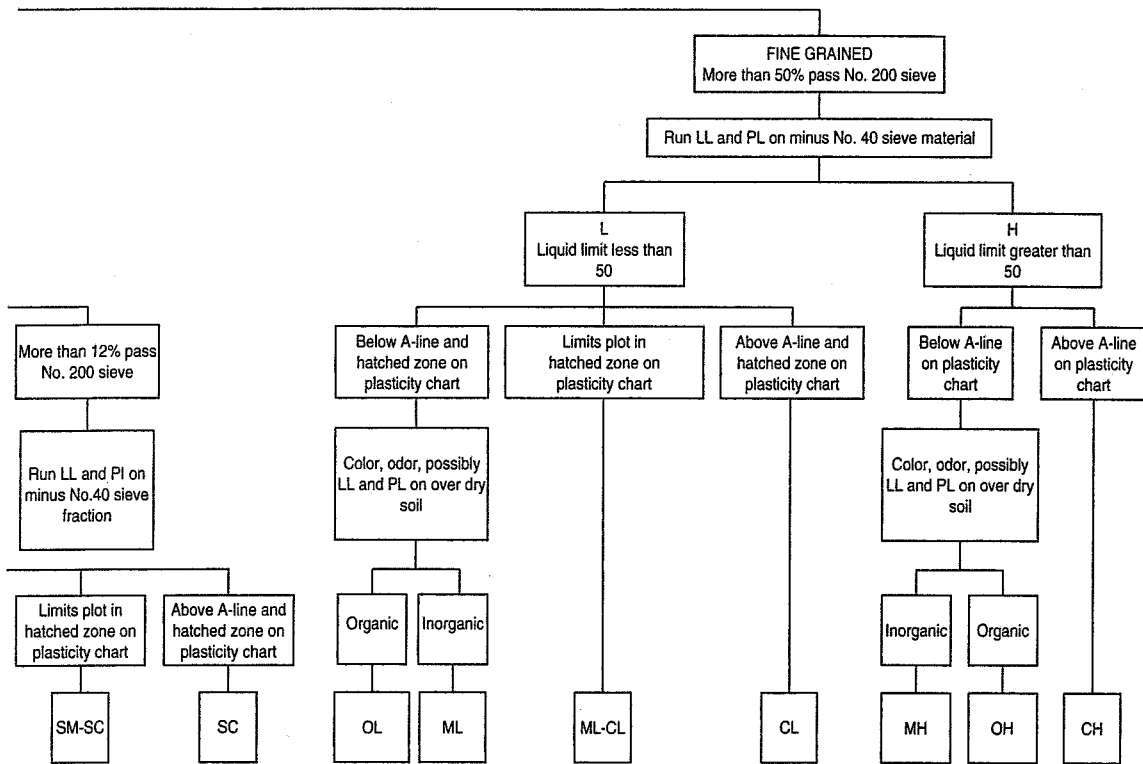 FINE GRAINED
More than 50% pass No. 200 sieve
Run LL and PL on minus No. 40 sieve material
L
Liquid limit less than
50
H
Liquid limit greater than
50
More than 12% pass
No. 200 sieve
Below A-line and
hatched zone on
plasticity chart
Limits plot in
hatched zone on
plasticity chart
Above A-line and
hatched zone on
plasticity chart
Below A-line
on plasticity
chart
Above A-line
on plasticity
chart
Run LL and PI on
minus No.40 sieve
fraction
Color, odor, possibly
LL and PL on over dry
soil
Color, odor, possibly
LL and PL on over dry
soil
Limits plot in
hatched zone on
plasticity chart
Above A-line and
hatched zone on
plasticity chart
Organic
Inorganic
Inorganic
Organic
SM-SC
SC
OL
ML
ML-CL
CL
MH
OH
CH